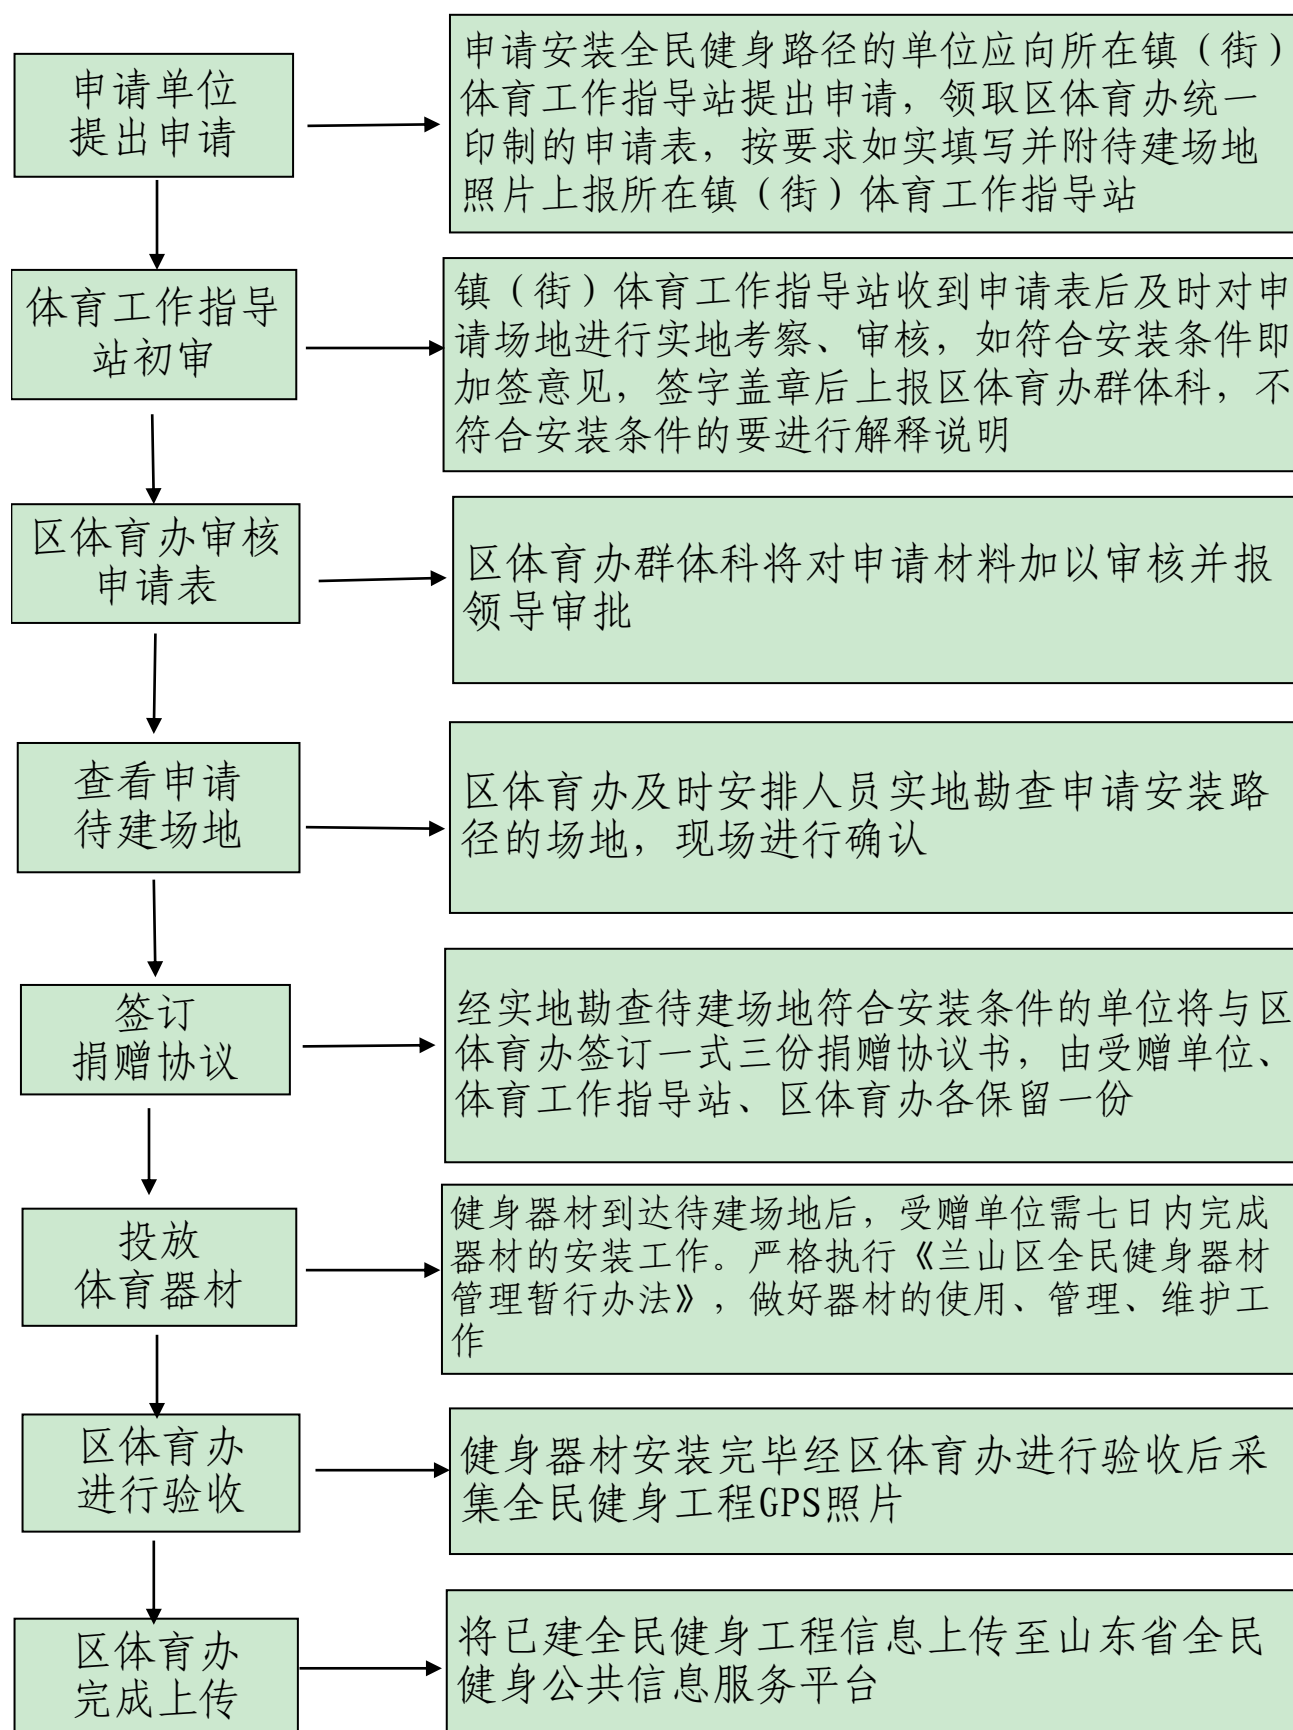 申请单位
提出申请
申请安装全民健身路径的单位应向所在镇（街）
体育工作指导站提出申请，领取区体育办统一
印制的申请表，按要求如实填写并附待建场地
照片上报所在镇（街）体育工作指导站
体育工作指导
站初审
镇（街）体育工作指导站收到申请表后及时对申
请场地进行实地考察、审核，如符合安装条件即
加签意见，签字盖章后上报区体育办群体科，不
符合安装条件的要进行解释说明
区体育办审核
申请表
区体育办群体科将对申请材料加以审核并报
领导审批
查看申请
待建场地
区体育办及时安排人员实地勘查申请安装路
径的场地，现场进行确认
签订
捐赠协议
经实地勘查待建场地符合安装条件的单位将与区
体育办签订一式三份捐赠协议书，由受赠单位、
体育工作指导站、区体育办各保留一份
投放
体育器材
健身器材到达待建场地后，受赠单位需七日内完成
器材的安装工作。严格执行《兰山区全民健身器材
管理暂行办法》，做好器材的使用、管理、维护工
作
区体育办
进行验收
健身器材安装完毕经区体育办进行验收后采
集全民健身工程GPS照片
区体育办
完成上传
将已建全民健身工程信息上传至山东省全民
健身公共信息服务平台